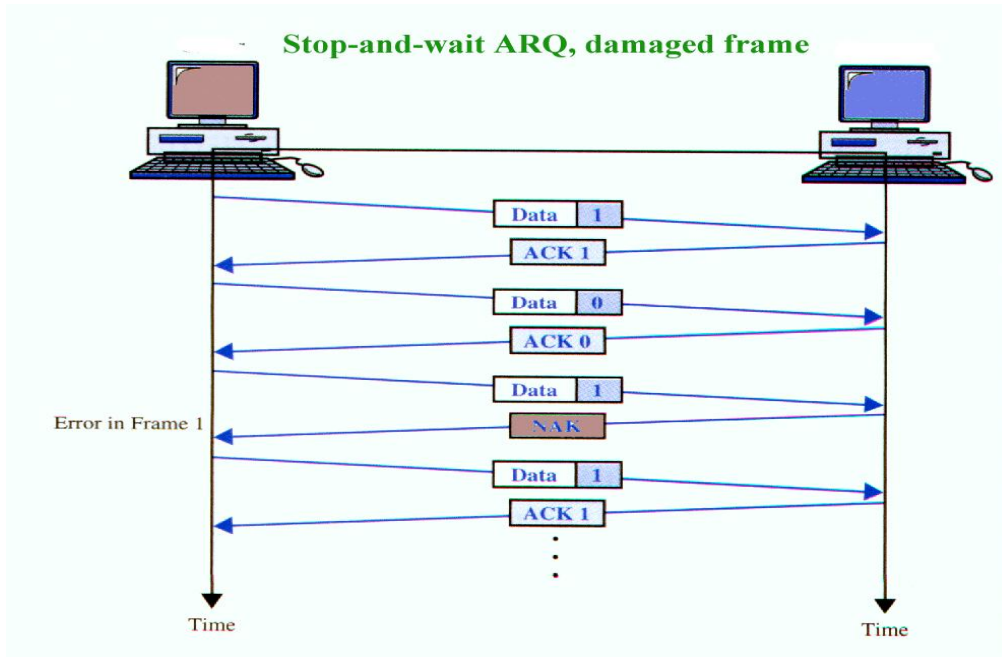 Stop-and-wait ARQ, damaged frame
Data 1
ACK 1
Data 0
ACK 0
Data 1
Error in Frame 1
NAK
Data 1
ACK 1
Time
Time